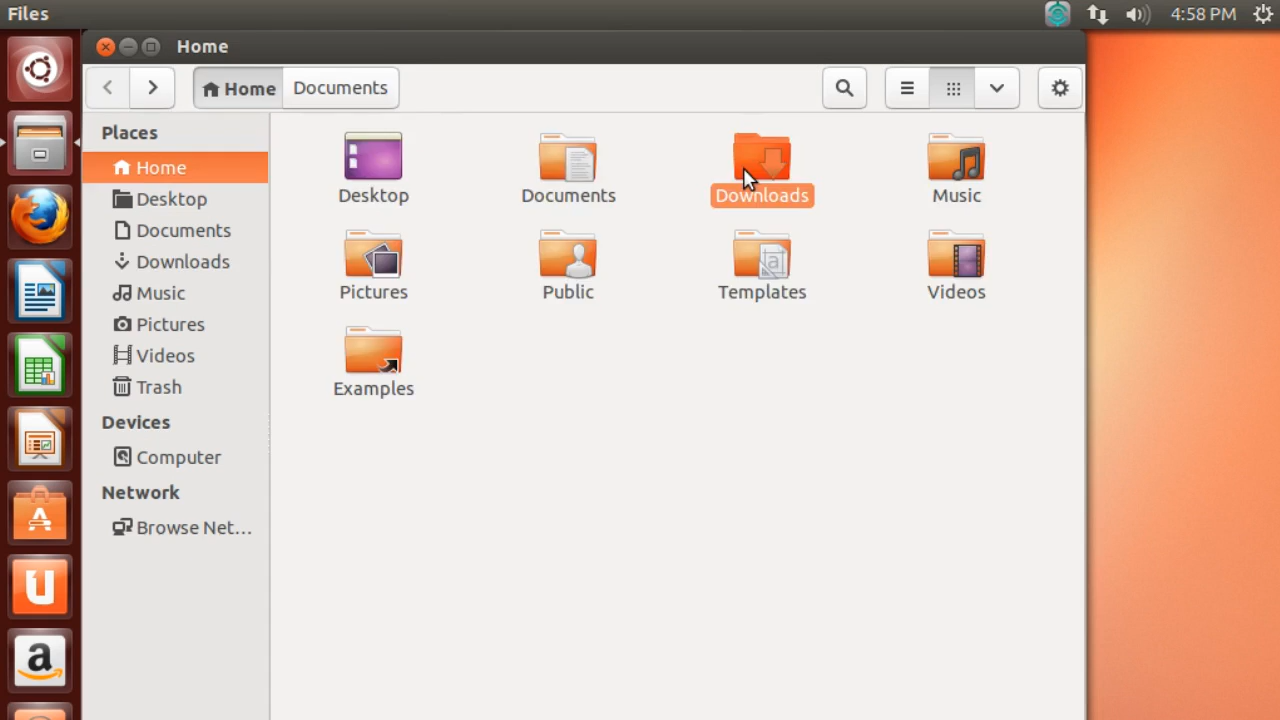 Files
4:58 PM
Home
Home
Documents
Places
Home
Desktop
Documents
Downloads
Music
Pictures
Videos
Trash
Devices
Computer
Network
Browse Net…
Desktop
Documents
Downloads
Music
Pictures
Public
Templates
Videos
Examples